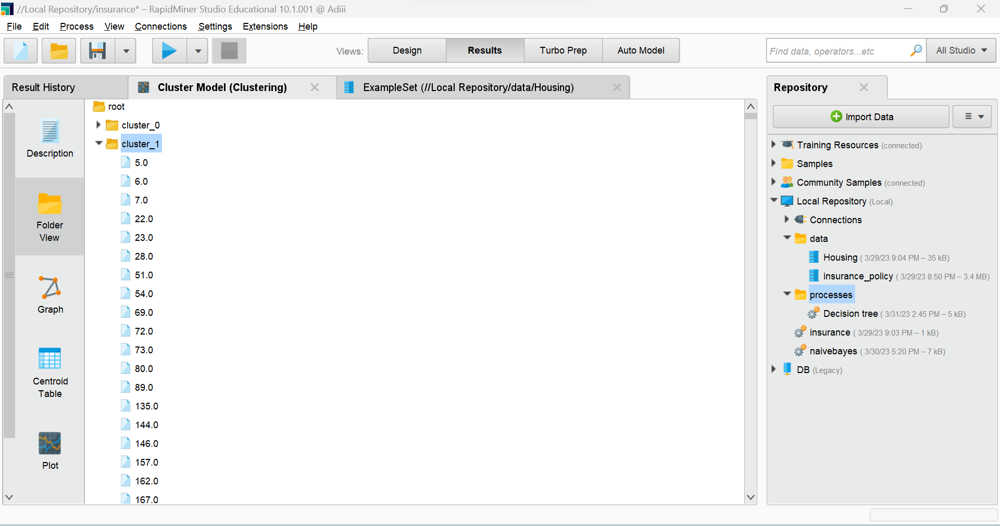 //Local Repository/insurance* – RapidMiner Studio Educational 10.1.001 @ Adiii
File Edit Process View Connections Settings Extensions Help
Views: Design Results Turbo Prep Auto Model
Find data, operators...etc All Studio
Result History Cluster Model (Clustering) ExampleSet (//Local Repository/data/Housing)
Description
Folder
View
Graph
Centroid
Table
Plot
root
cluster_0
cluster_1
5.0
6.0
7.0
22.0
23.0
28.0
51.0
54.0
69.0
72.0
73.0
80.0
89.0
135.0
144.0
146.0
157.0
162.0
167.0
Repository
Import Data
Training Resources (connected)
Samples
Community Samples (connected)
Local Repository (Local)
Connections
data
Housing ( 3/29/23 9:04 PM – 35 kB)
insurance_policy ( 3/29/23 8:50 PM – 3.4 MB)
processes
Decision tree ( 3/31/23 2:45 PM – 5 kB)
insurance ( 3/29/23 9:03 PM – 1 kB)
naivebayes ( 3/30/23 5:20 PM – 7 kB)
DB (Legacy)